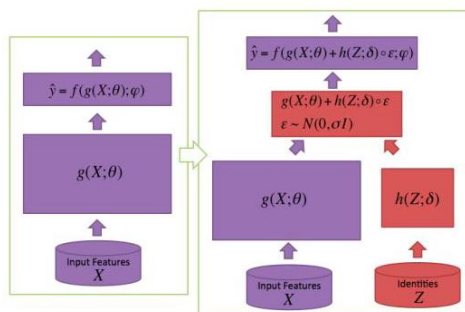 ŷ = f(g(X;θ);φ)
g(X;θ)
Input Features
X
ŷ = f(g(X;θ) + h(Z;δ)∘ε;φ)
g(X;θ) + h(Z;δ)∘ε
ε ~ N(0,σI)
g(X;θ)
h(Z;δ)
Input Features
X
Identities
Z